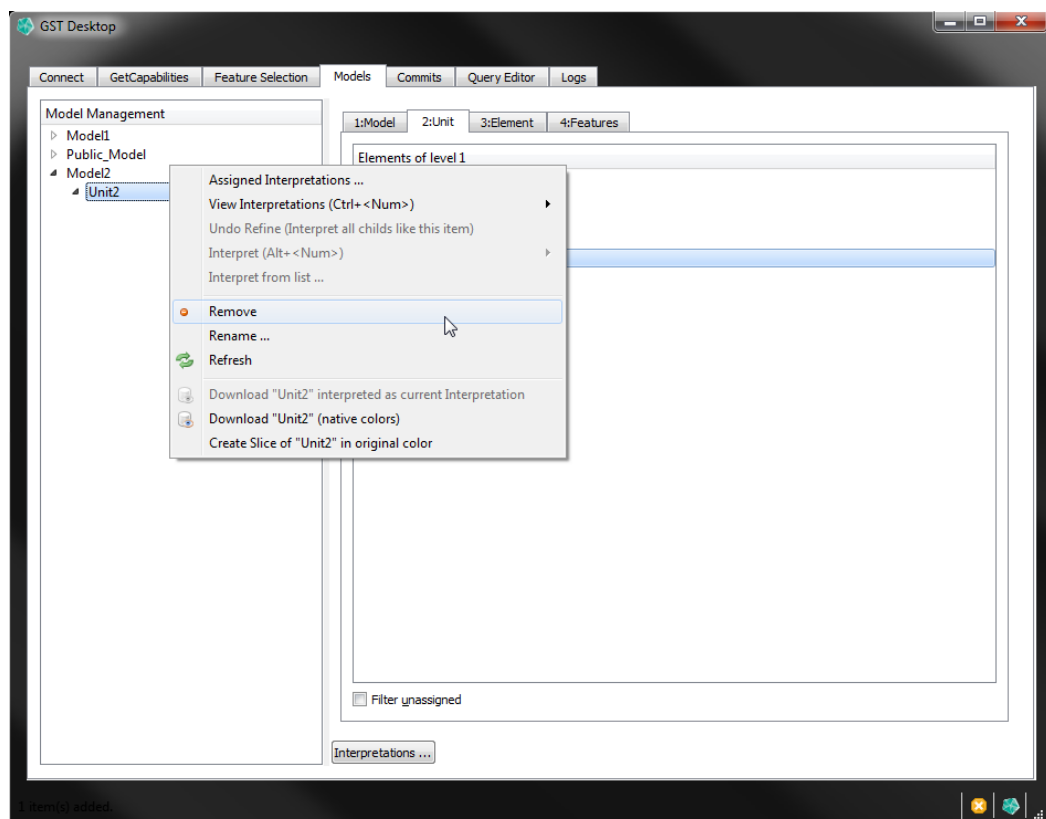 GST Desktop
Connect GetCapabilities Feature Selection Models Commits Query Editor Logs
Model Management
Model1
Public_Model
Model2
Unit2
1:Model 2:Unit 3:Element 4:Features
Elements of level 1
Assigned Interpretations ...
View Interpretations (Ctrl+<Num>)
Undo Refine (Interpret all childs like this item)
Interpret (Alt+<Num>)
Interpret from list ...
Remove
Rename ...
Refresh
Download "Unit2" interpreted as current Interpretation
Download "Unit2" (native colors)
Create Slice of "Unit2" in original color
Filter unassigned
Interpretations ...
1 item(s) added.